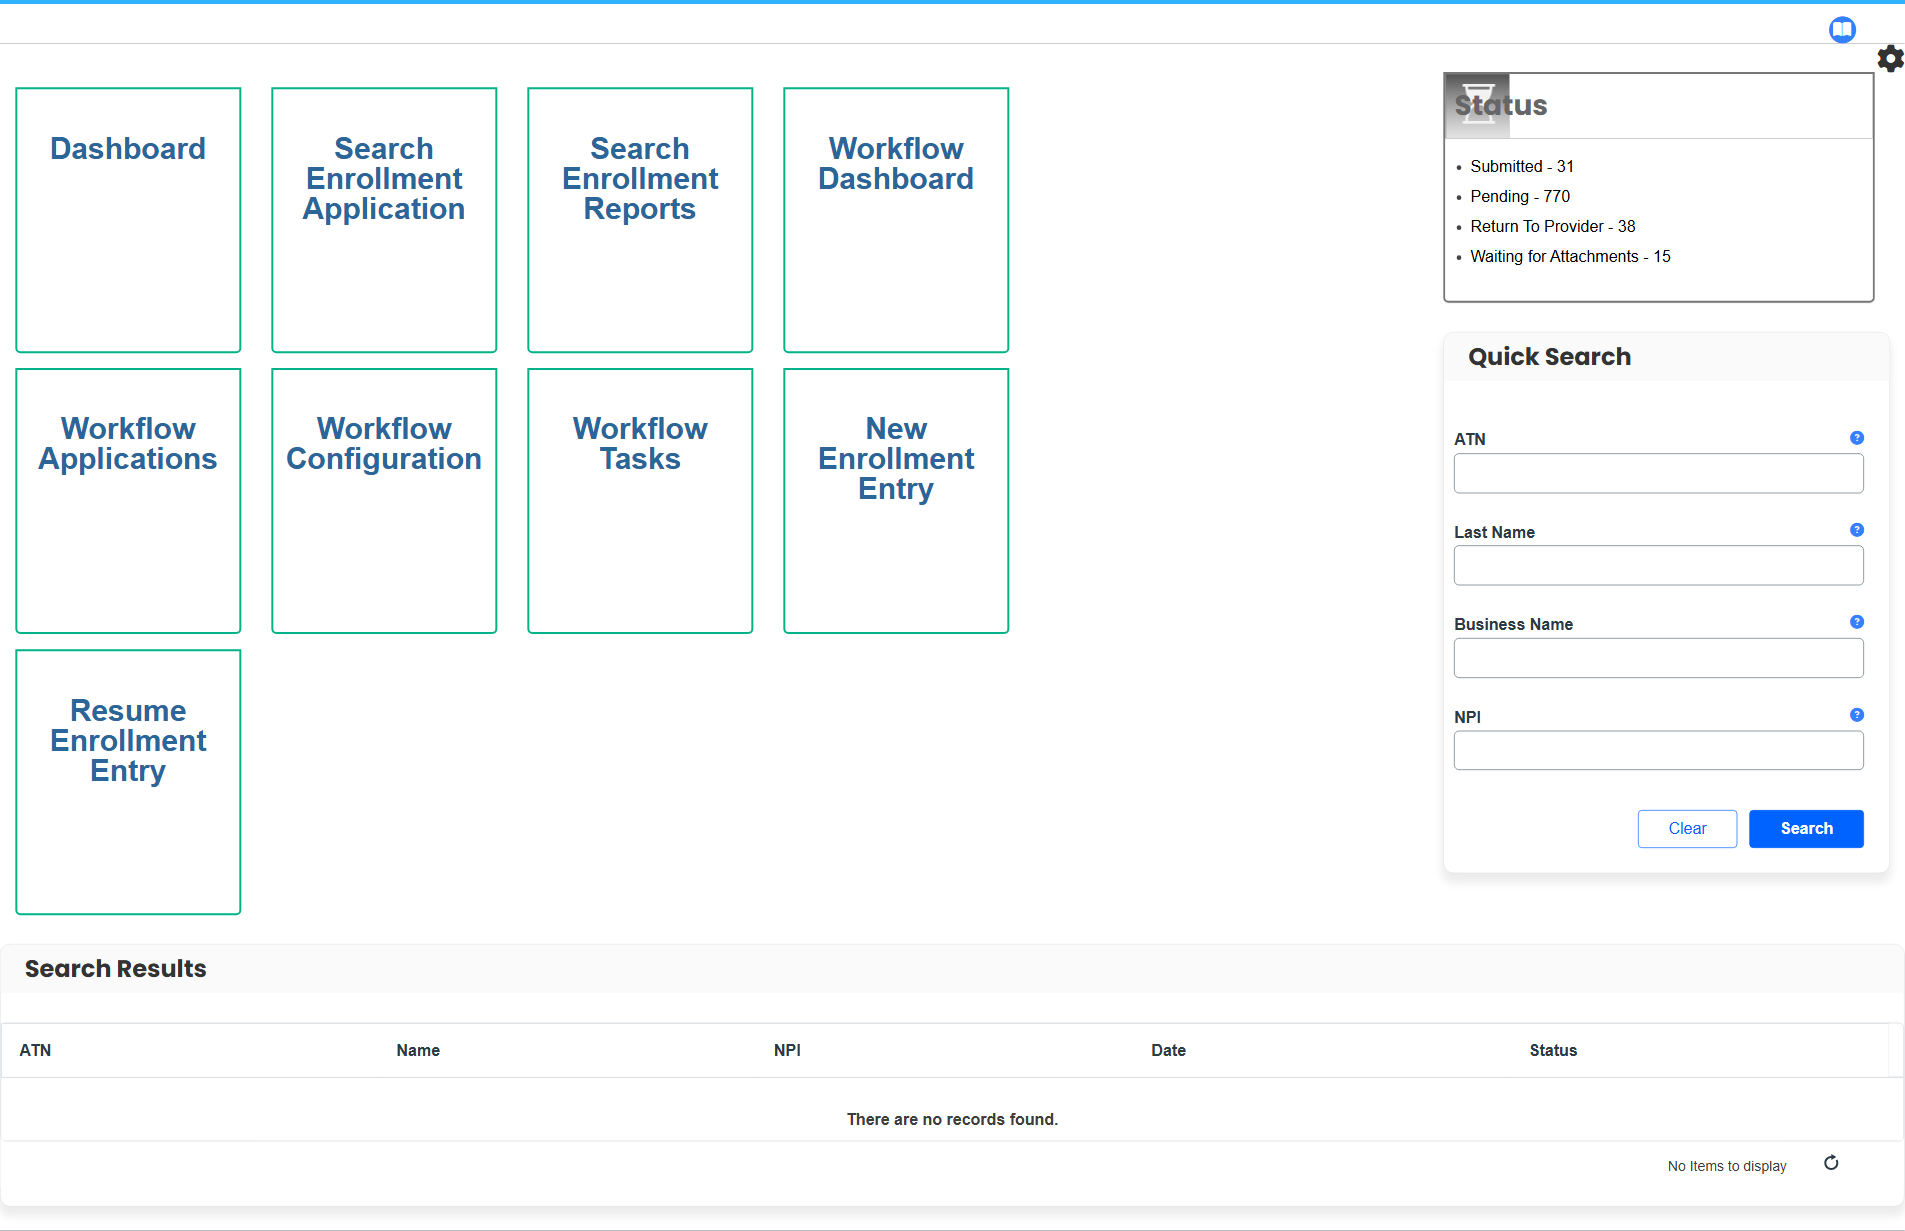 Dashboard
Search
Enrollment
Application
Search
Enrollment
Reports
Workflow
Dashboard
Workflow
Applications
Workflow
Configuration
Workflow
Tasks
New
Enrollment
Entry
Resume
Enrollment
Entry
Status
Submitted - 31
Pending - 770
Return To Provider - 38
Waiting for Attachments - 15
Quick Search
ATN
Last Name
Business Name
NPI
Clear
Search
Search Results
ATN Name NPI Date Status
There are no records found.
No Items to display